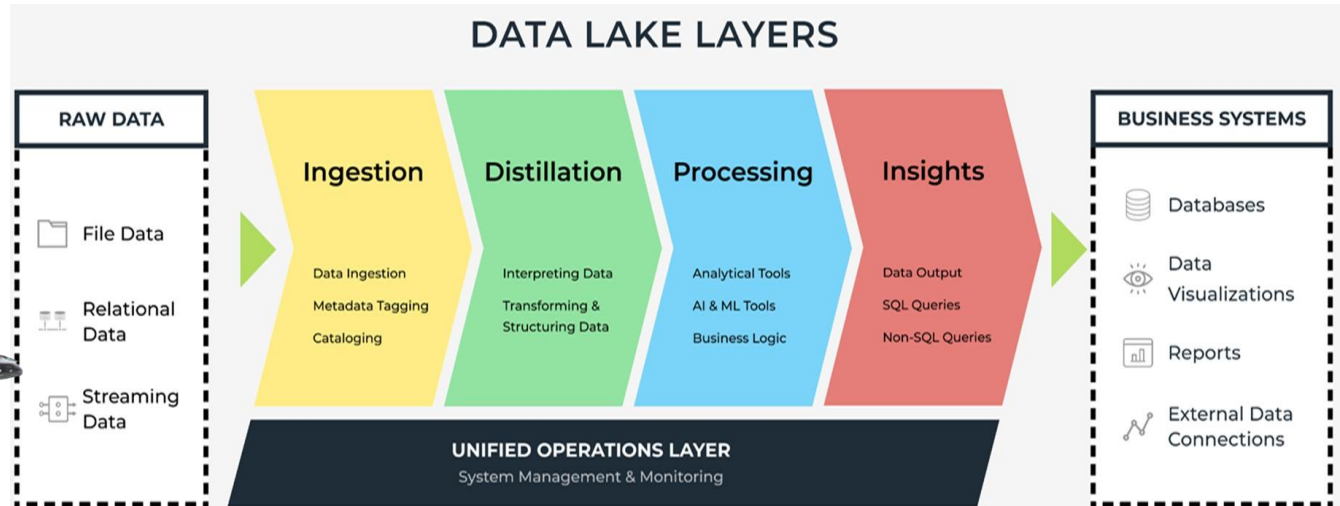 DATA LAKE LAYERS
RAW DATA
File Data
Relational
Data
Streaming
Data
Ingestion
Data Ingestion
Metadata Tagging
Cataloging
Distillation
Interpreting Data
Transforming &
Structuring Data
Processing
Analytical Tools
AI & ML Tools
Business Logic
Insights
Data Output
SQL Queries
Non-SQL Queries
UNIFIED OPERATIONS LAYER
System Management & Monitoring
BUSINESS SYSTEMS
Databases
Data
Visualizations
Reports
External Data
Connections